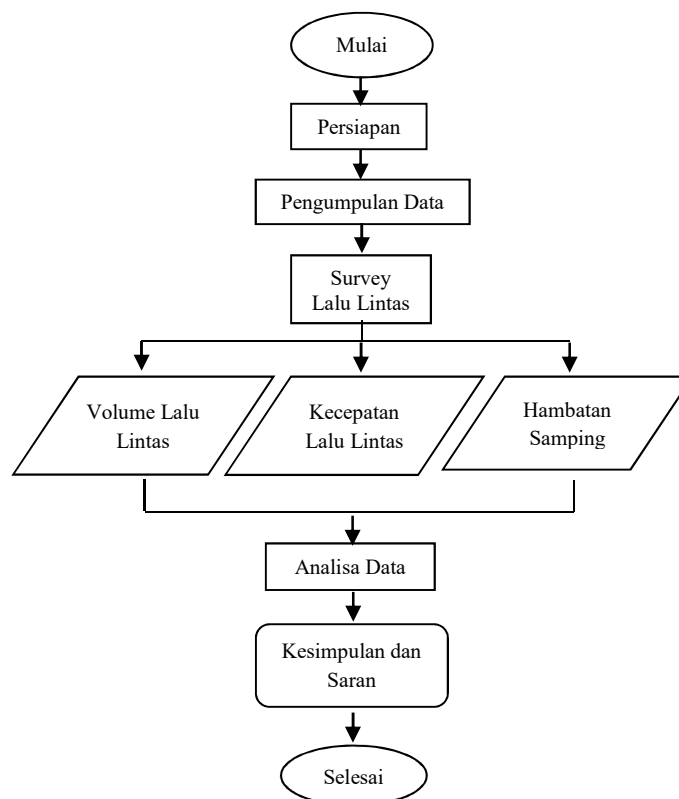 Mulai
Persiapan
Pengumpulan Data
Survey
Lalu Lintas
Volume Lalu
Lintas
Kecepatan
Lalu Lintas
Hambatan
Samping
Analisa Data
Kesimpulan dan
Saran
Selesai